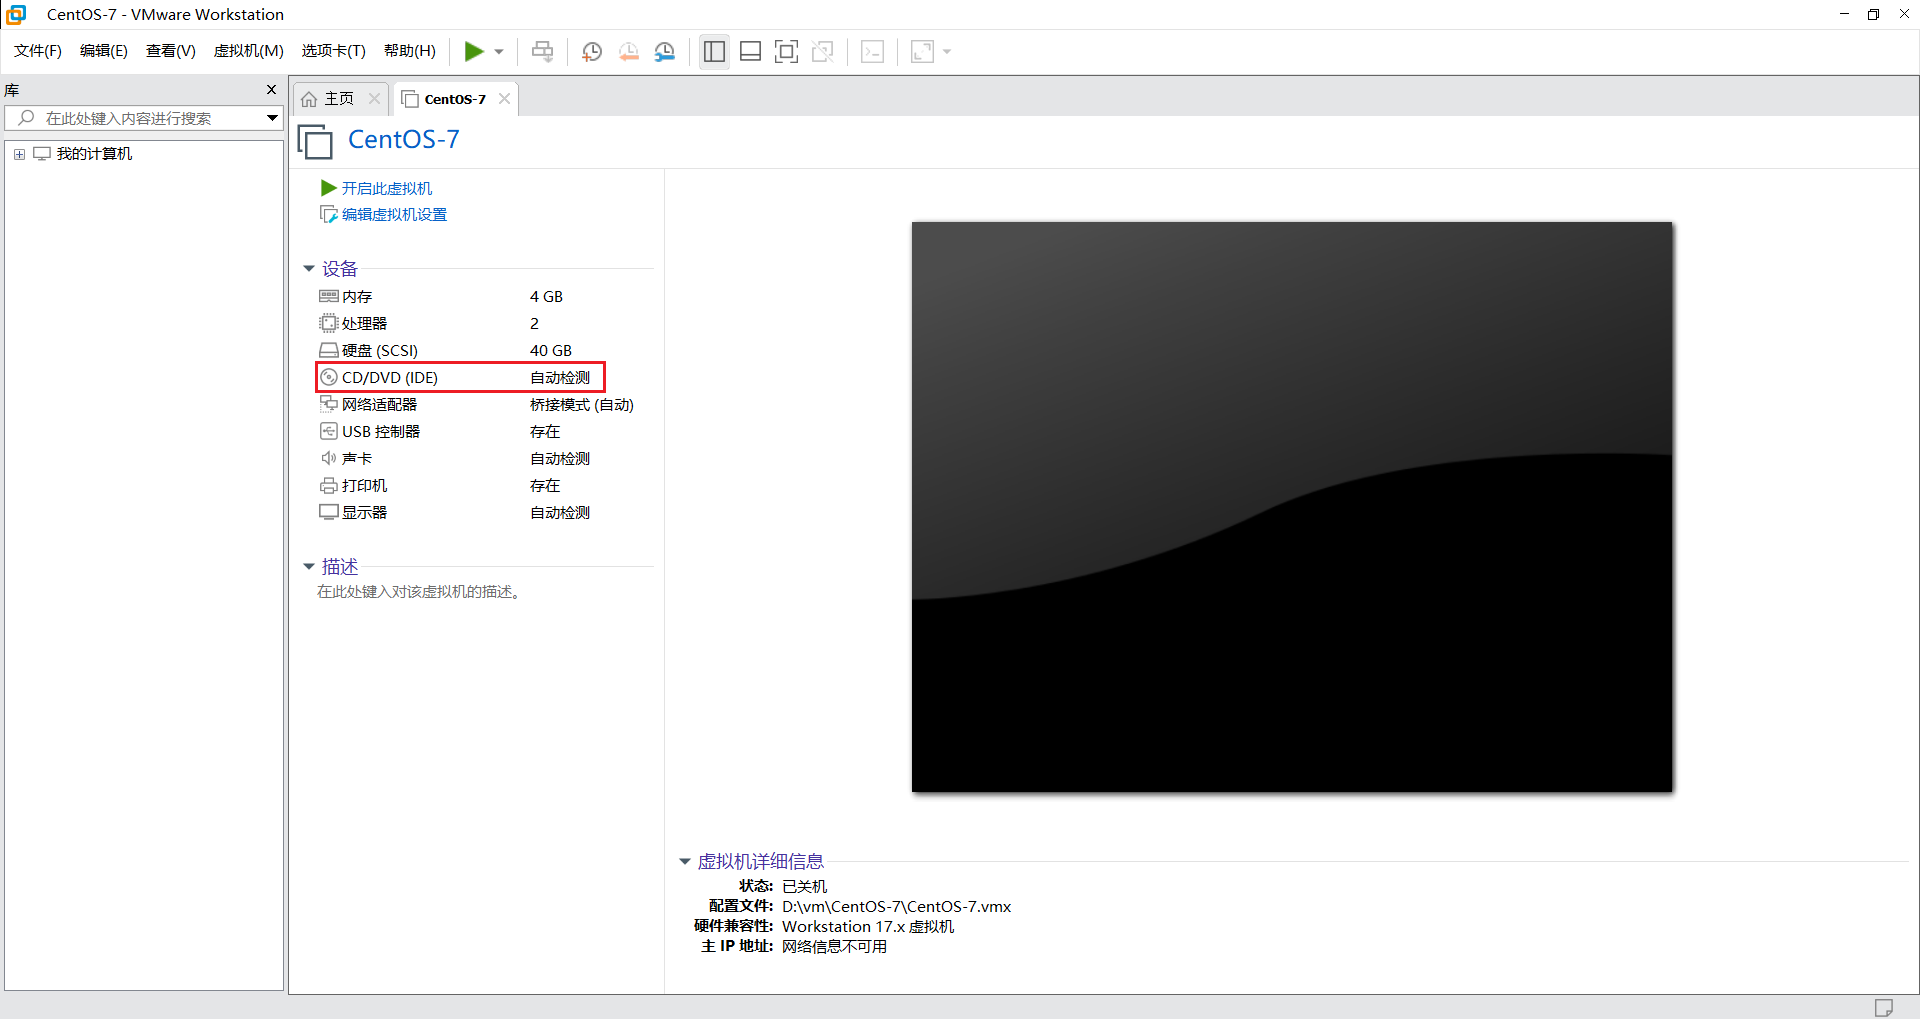 CentOS-7 - VMware Workstation
文件(F) 编辑(E) 查看(V) 虚拟机(M) 选项卡(T) 帮助(H)
库
在此处键入内容进行搜索
我的计算机
主页 CentOS-7
CentOS-7
开启此虚拟机
编辑虚拟机设置
设备
内存 4 GB
处理器 2
硬盘 (SCSI) 40 GB
CD/DVD (IDE) 自动检测
网络适配器 桥接模式 (自动)
USB 控制器 存在
声卡 自动检测
打印机 存在
显示器 自动检测
描述
在此处键入对该虚拟机的描述。
虚拟机详细信息
状态: 已关机
配置文件: D:\vm\CentOS-7\CentOS-7.vmx
硬件兼容性: Workstation 17.x 虚拟机
主 IP 地址: 网络信息不可用